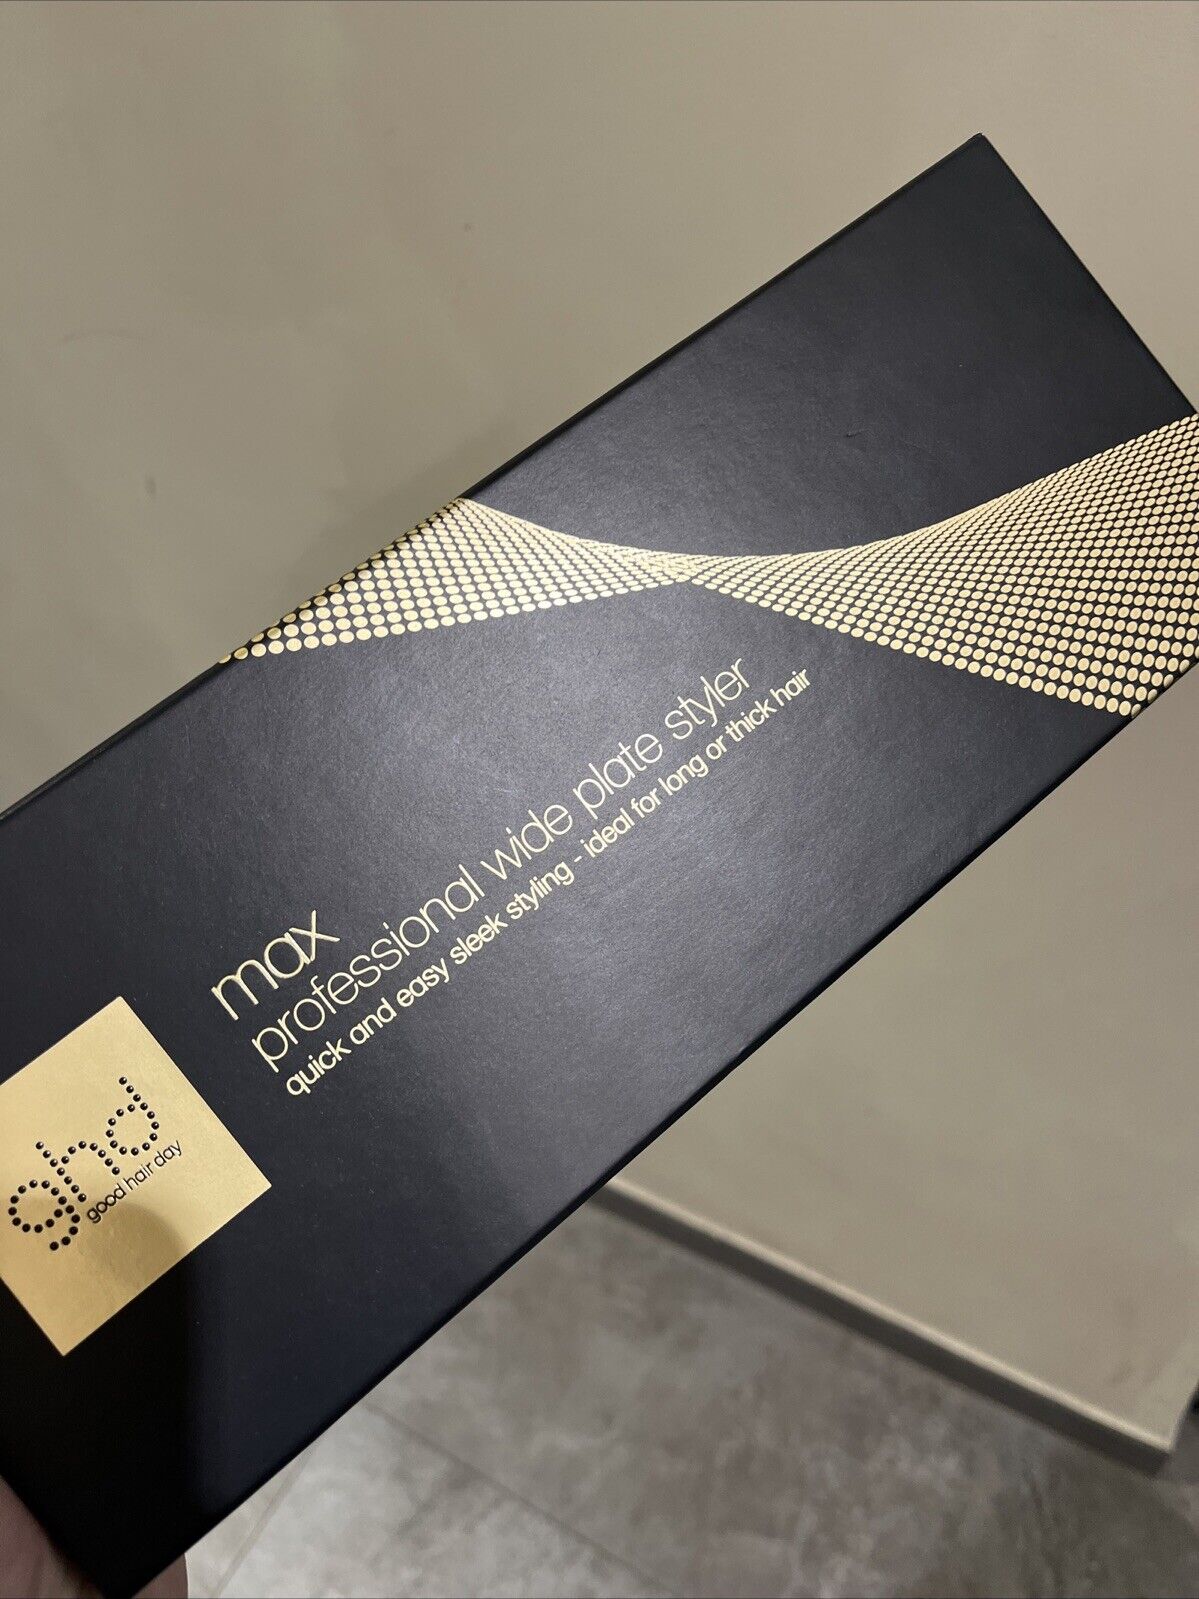 max
professional wide plate styler
quick and easy sleek styling - ideal for long or thick hair
ghd
good hair day